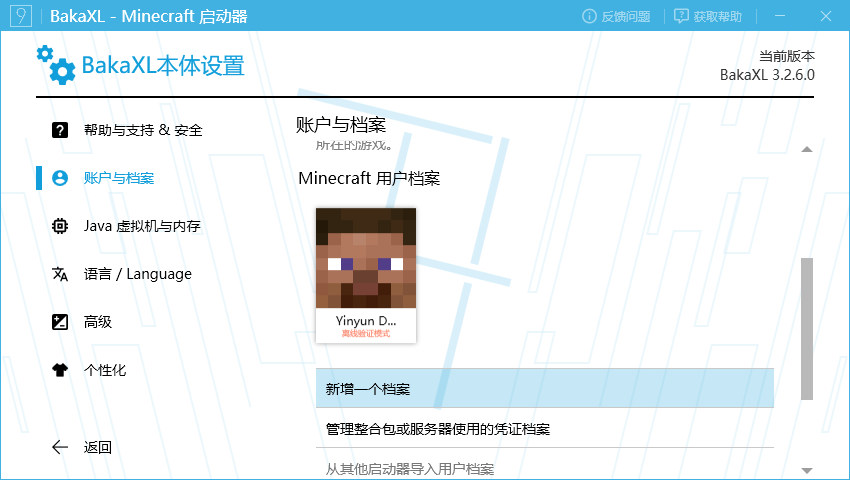 BakaXL - Minecraft 启动器
反馈问题
获取帮助
BakaXL本体设置
当前版本
BakaXL 3.2.6.0
帮助与支持 & 安全
账户与档案
Java 虚拟机与内存
语言 / Language
高级
个性化
返回
账户与档案
所在的游戏。
Minecraft 用户档案
Yinyun D...
离线验证模式
新增一个档案
管理整合包或服务器使用的凭证档案
从其他启动器导入用户档案